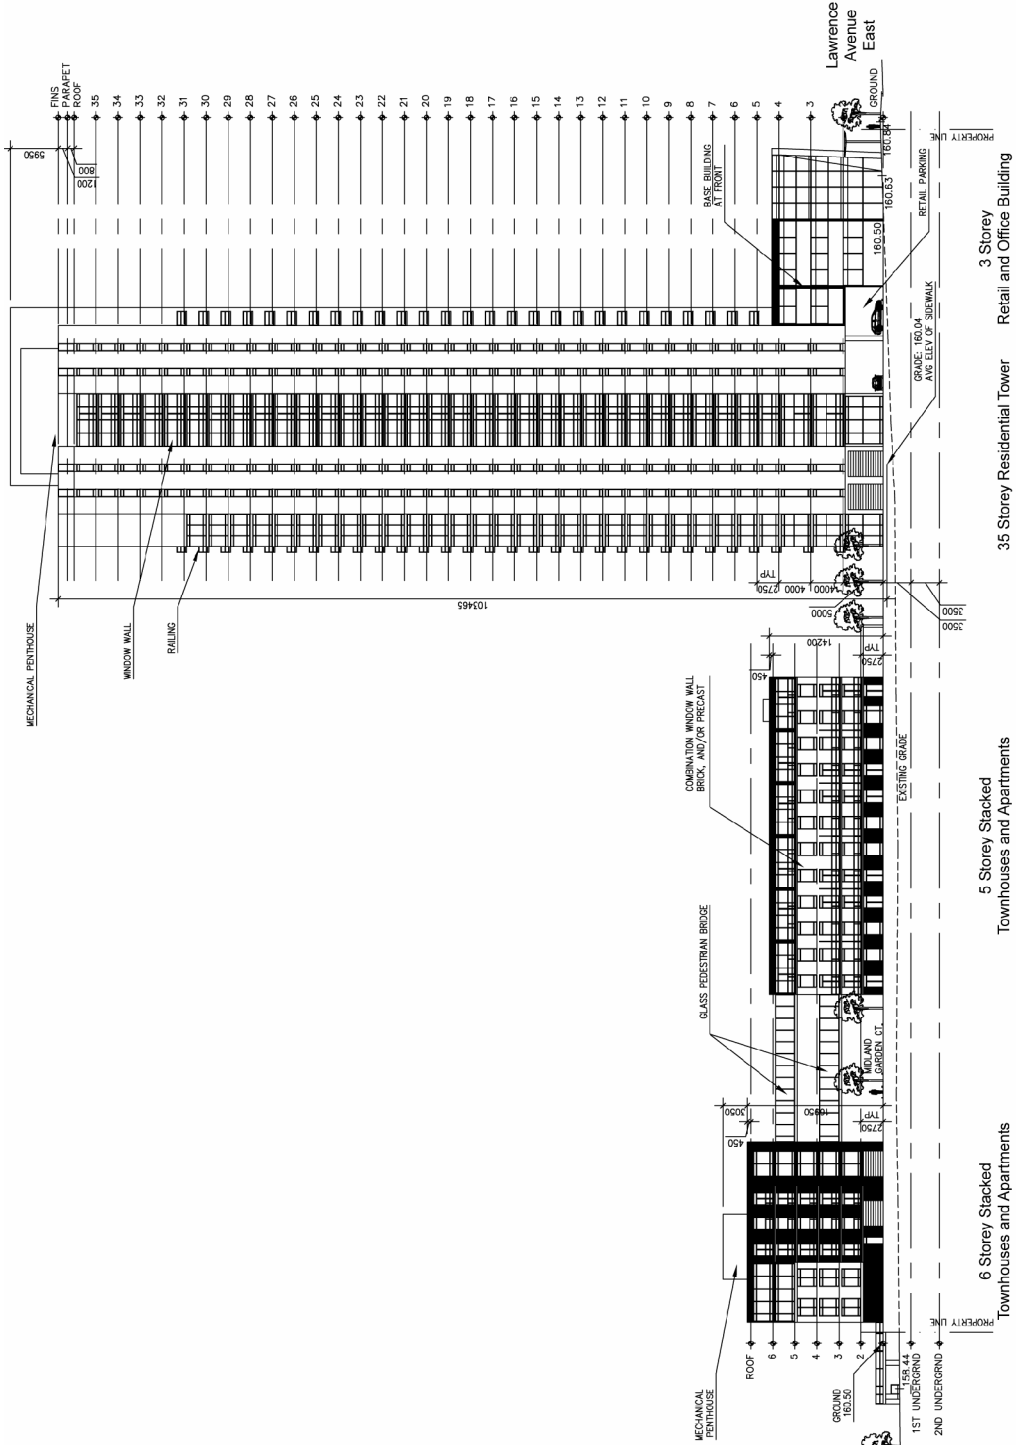 Lawrence
Avenue
East
FINS
PARAPET
ROOF
35
34
33
32
31
30
29
28
27
26
25
24
23
22
21
20
19
18
17
16
15
14
13
12
11
10
9
8
7
6
5
4
3
GROUND
5950
1200
800
BASE BUILDING
AT FRONT
PROPERTY LINE
160.84
160.63
160.50
RETAIL PARKING
GRADE: 160.04
AVG ELEV OF SIDEWALK
3 Storey
Retail and Office Building
35 Storey Residential Tower
MECHANICAL PENTHOUSE
WINDOW WALL
RAILING
103465
2750
TYP
4000
4000
5000
3500
3500
14200
450
2750
TYP
COMBINATION WINDOW WALL
BRICK, AND/OR PRECAST
EXISTING GRADE
5 Storey Stacked
Townhouses and Apartments
GLASS PEDESTRIAN BRIDGE
MIDLAND
GARDEN CT.
3050
16950
450
2750
TYP
6 Storey Stacked
Townhouses and Apartments
PROPERTY LINE
MECHANICAL
PENTHOUSE
ROOF
6
5
4
3
2
GROUND
160.50
158.44
1ST UNDERGRND
2ND UNDERGRND